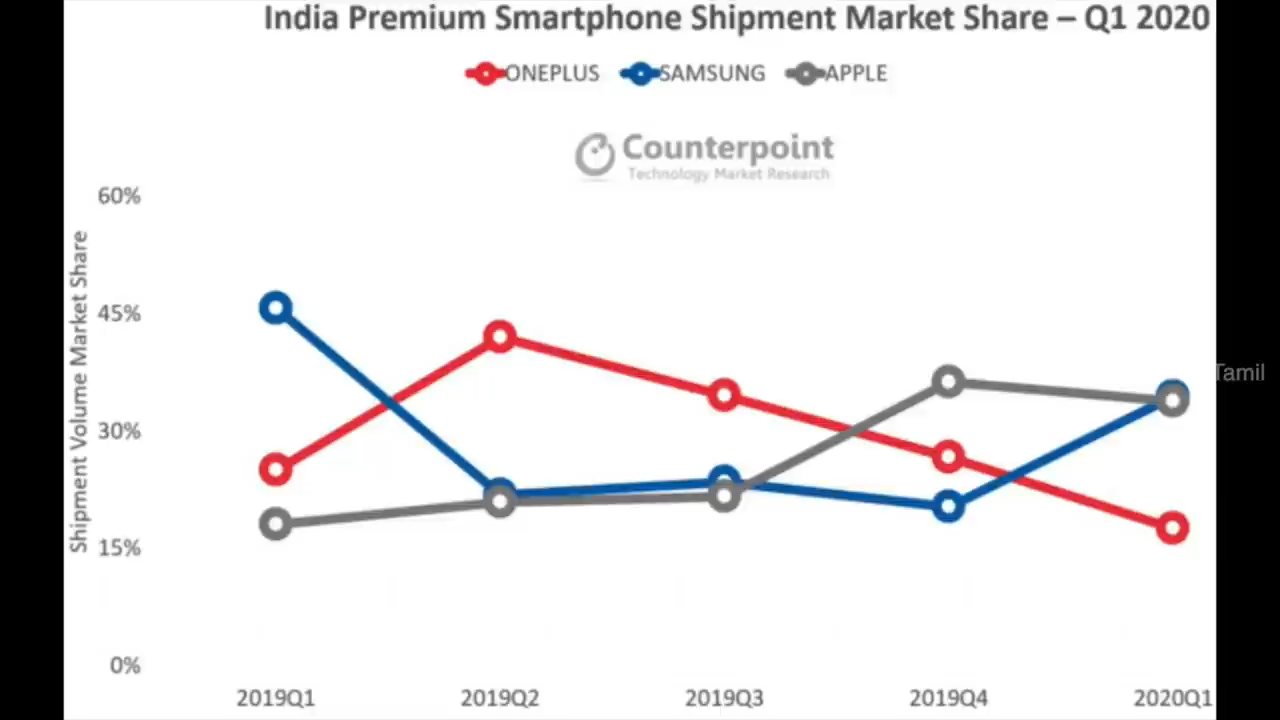 India Premium Smartphone Shipment Market Share – Q1 2020
ONEPLUS SAMSUNG APPLE
Counterpoint
Technology Market Research
60%
45%
30%
15%
0%
Shipment Volume Market Share
2019Q1 2019Q2 2019Q3 2019Q4 2020Q1
Tamil